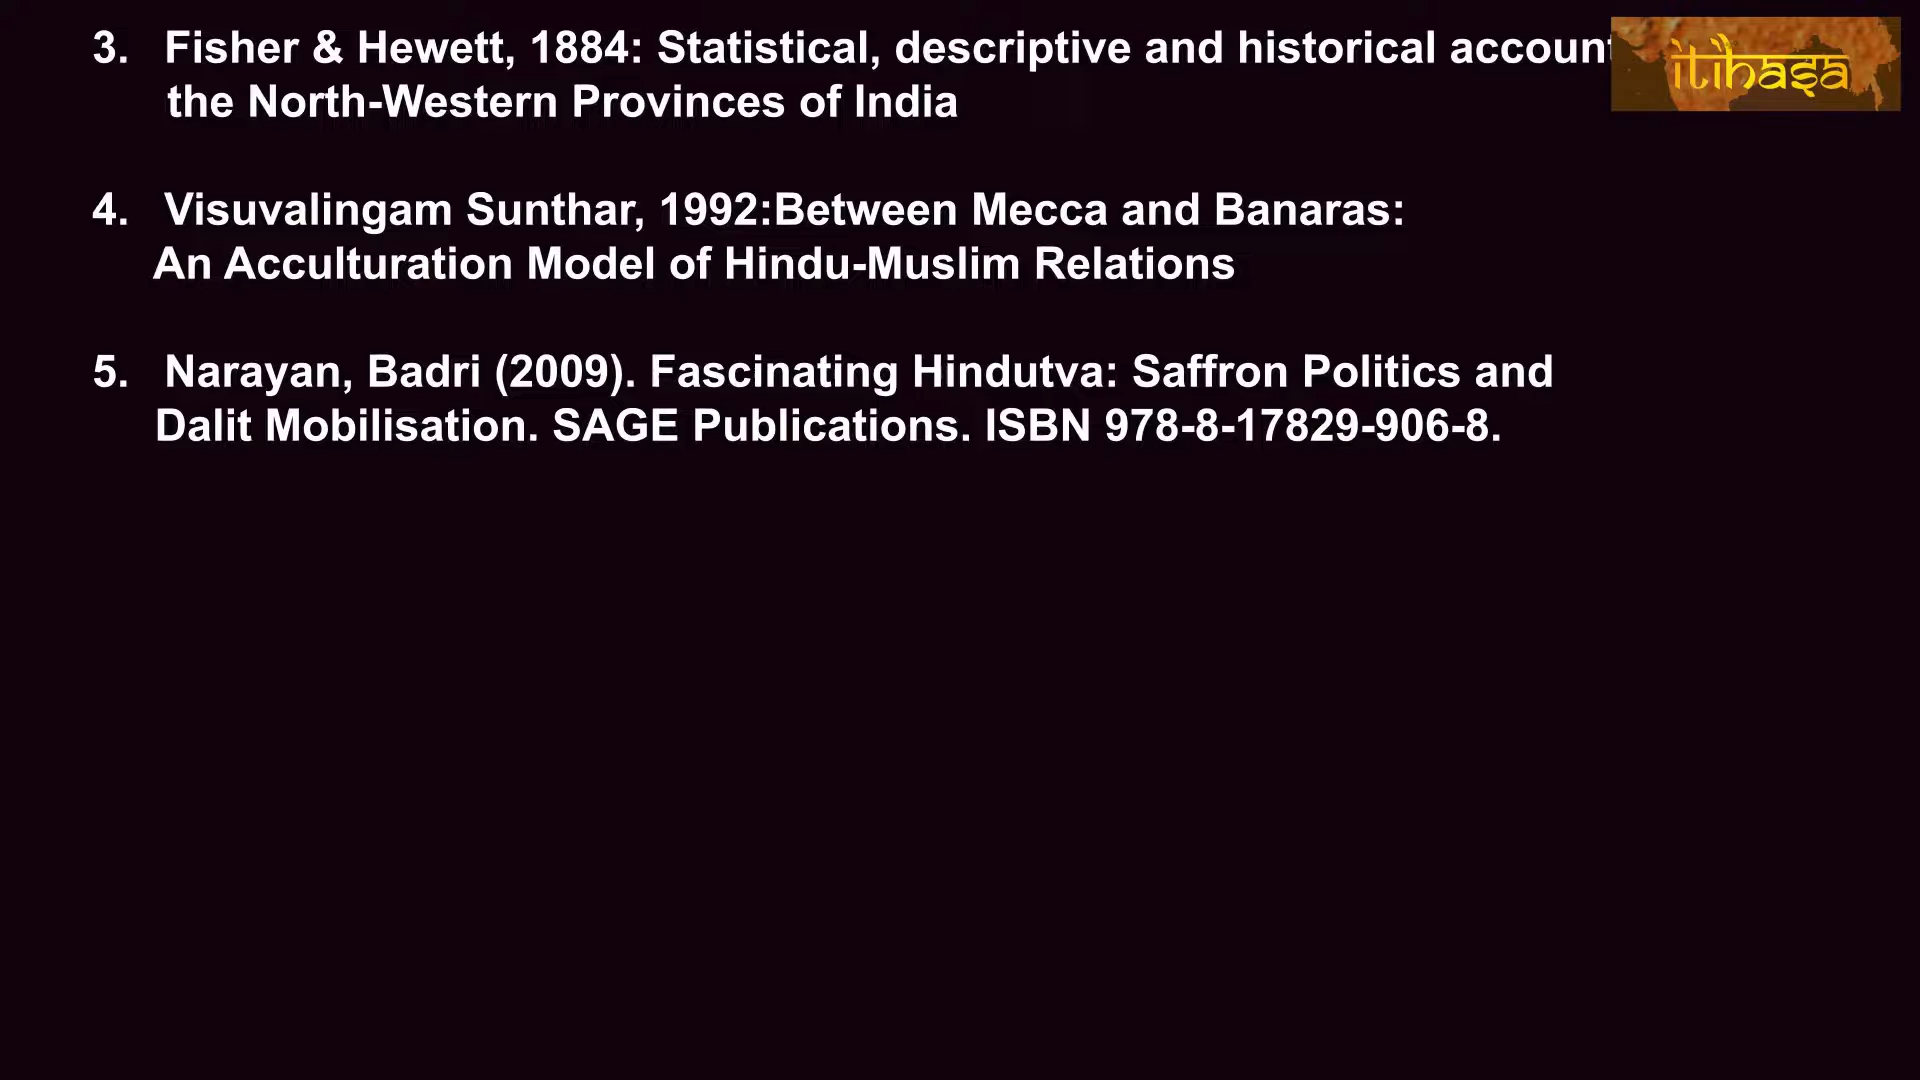 3. Fisher & Hewett, 1884: Statistical, descriptive and historical account
itihasa
the North-Western Provinces of India
4. Visuvalingam Sunthar, 1992:Between Mecca and Banaras:
An Acculturation Model of Hindu-Muslim Relations
5. Narayan, Badri (2009). Fascinating Hindutva: Saffron Politics and
Dalit Mobilisation. SAGE Publications. ISBN 978-8-17829-906-8.